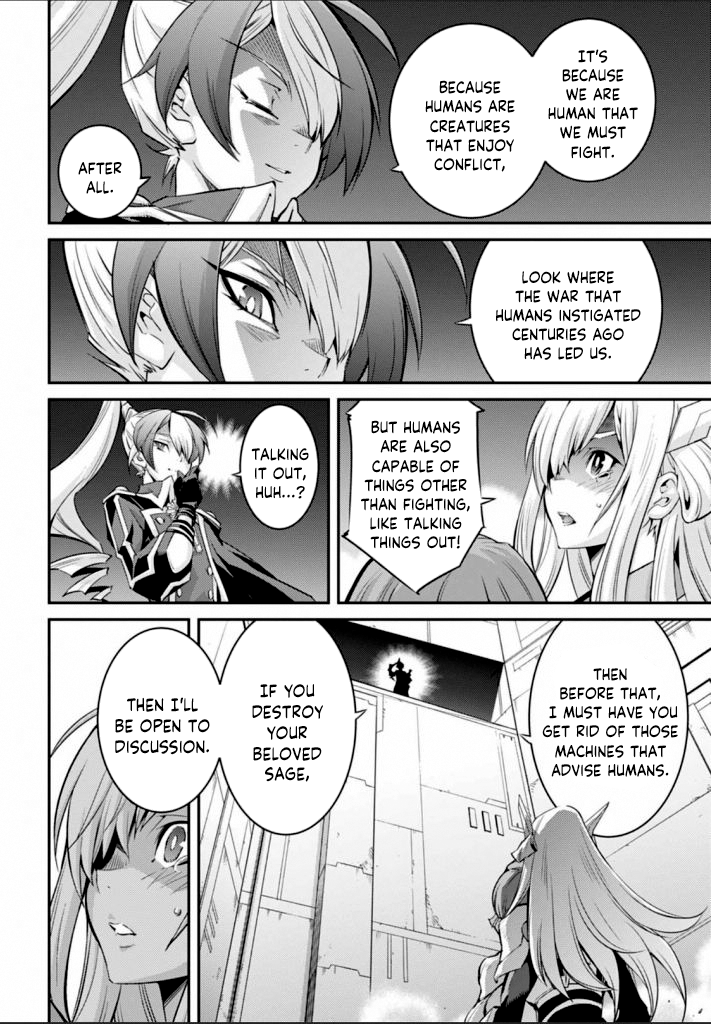 IT'S
BECAUSE
WE ARE
HUMAN THAT
WE MUST
FIGHT.
BECAUSE
HUMANS ARE
CREATURES
THAT ENJOY
CONFLICT,
AFTER
ALL.
LOOK WHERE
THE WAR THAT
HUMANS INSTIGATED
CENTURIES AGO
HAS LED US.
BUT HUMANS
ARE ALSO
CAPABLE OF
THINGS OTHER
THAN FIGHTING,
LIKE TALKING
THINGS OUT!
TALKING
IT OUT,
HUH...?
THEN
BEFORE THAT,
I MUST HAVE YOU
GET RID OF THOSE
MACHINES THAT
ADVISE HUMANS.
IF YOU
DESTROY
YOUR
BELOVED
SAGE,
THEN I'LL
BE OPEN TO
DISCUSSION.